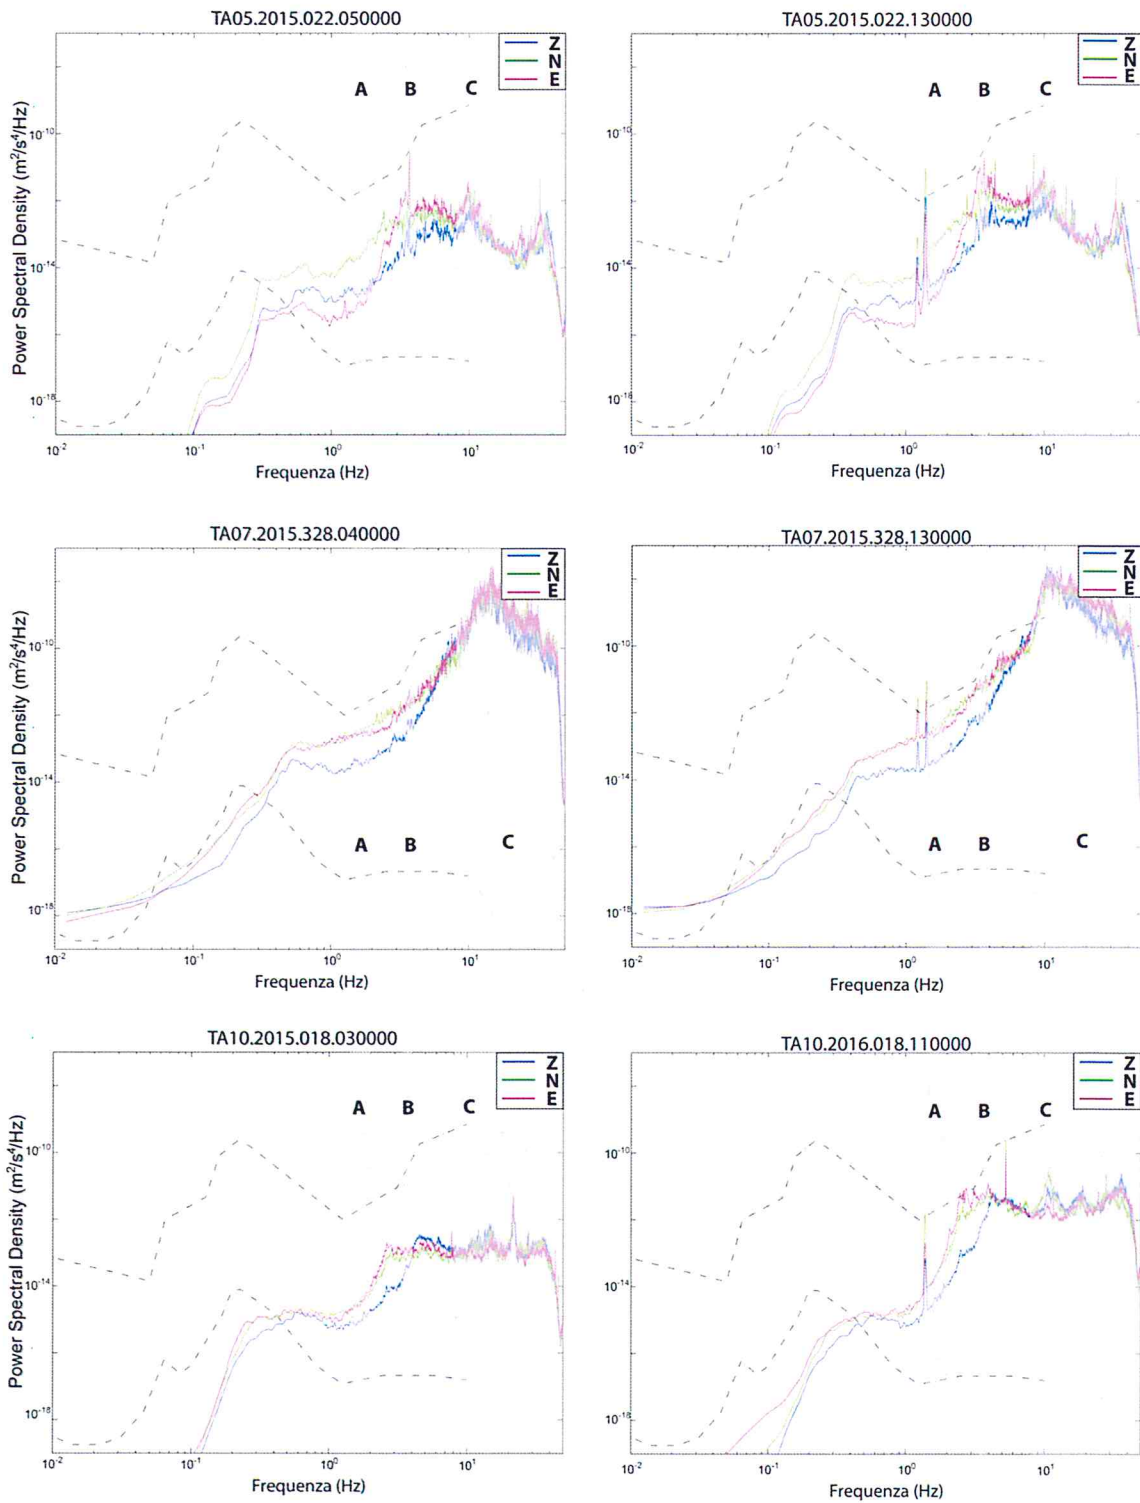 TA05.2015.022.050000
Z
N
E
A B C
Power Spectral Density (m²/s⁴/Hz)
10⁻¹⁰
10⁻¹⁴
10⁻¹⁸
10⁻² 10⁻¹ 10⁰ 10¹
Frequenza (Hz)
TA05.2015.022.130000
Z
N
E
A B C
10⁻¹⁰
10⁻¹⁴
10⁻¹⁸
10⁻² 10⁻¹ 10⁰ 10¹
Frequenza (Hz)
TA07.2015.328.040000
Z
N
E
Power Spectral Density (m²/s⁴/Hz)
10⁻¹⁰
10⁻¹⁴
A B C
10⁻¹⁸
10⁻² 10⁻¹ 10⁰ 10¹
Frequenza (Hz)
TA07.2015.328.130000
Z
N
E
10⁻¹⁰
10⁻¹⁴
A B C
10⁻¹⁸
10⁻² 10⁻¹ 10⁰ 10¹
Frequenza (Hz)
TA10.2015.018.030000
Z
N
E
A B C
Power Spectral Density (m²/s⁴/Hz)
10⁻¹⁰
10⁻¹⁴
10⁻¹⁸
10⁻² 10⁻¹ 10⁰ 10¹
Frequenza (Hz)
TA10.2016.018.110000
Z
N
E
A B C
10⁻¹⁰
10⁻¹⁴
10⁻¹⁸
10⁻² 10⁻¹ 10⁰ 10¹
Frequenza (Hz)